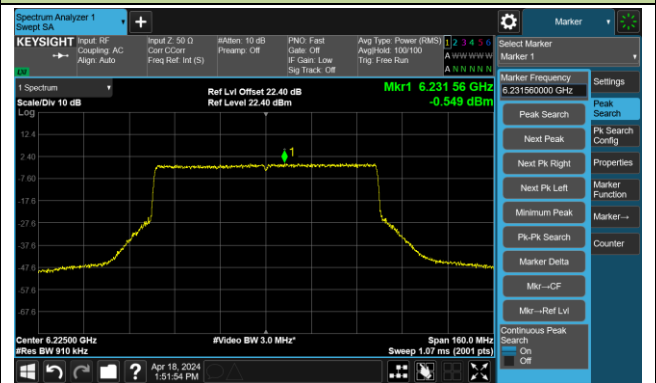 Spectrum Analyzer 1
Swept SA
Marker
KEYSIGHT
Input: RF
Coupling: AC
Align: Auto
Input Z: 50 Ω
Corr CCorr
Freq Ref: Int (S)
#Atten: 10 dB
Preamp: Off
PNO: Fast
Gate: Off
IF Gain: Low
Sig Track: Off
Avg Type: Power (RMS)
Avg|Hold: 100/100
Trig: Free Run
1 2 3 4 5 6
A W W W W W
A N N N N N
Select Marker
Marker 1
1 Spectrum
Scale/Div 10 dB
Log
Ref Lvl Offset 22.40 dB
Ref Level 22.40 dBm
Mkr1 6.231 56 GHz
-0.549 dBm
1
12.4
2.40
-7.60
-17.6
-27.6
-37.6
-47.6
-57.6
-67.6
Center 6.22500 GHz
#Res BW 910 kHz
#Video BW 3.0 MHz*
Span 160.0 MHz
Sweep 1.07 ms (2001 pts)
Marker Frequency
6.231560000 GHz
Peak Search
Next Peak
Next Pk Right
Next Pk Left
Minimum Peak
Pk-Pk Search
Marker Delta
Mkr→CF
Mkr→Ref Lvl
Continuous Peak
Search
On
Off
Settings
Peak
Search
Pk Search
Config
Properties
Marker
Function
Marker→
Counter
Apr 18, 2024
1:51:54 PM